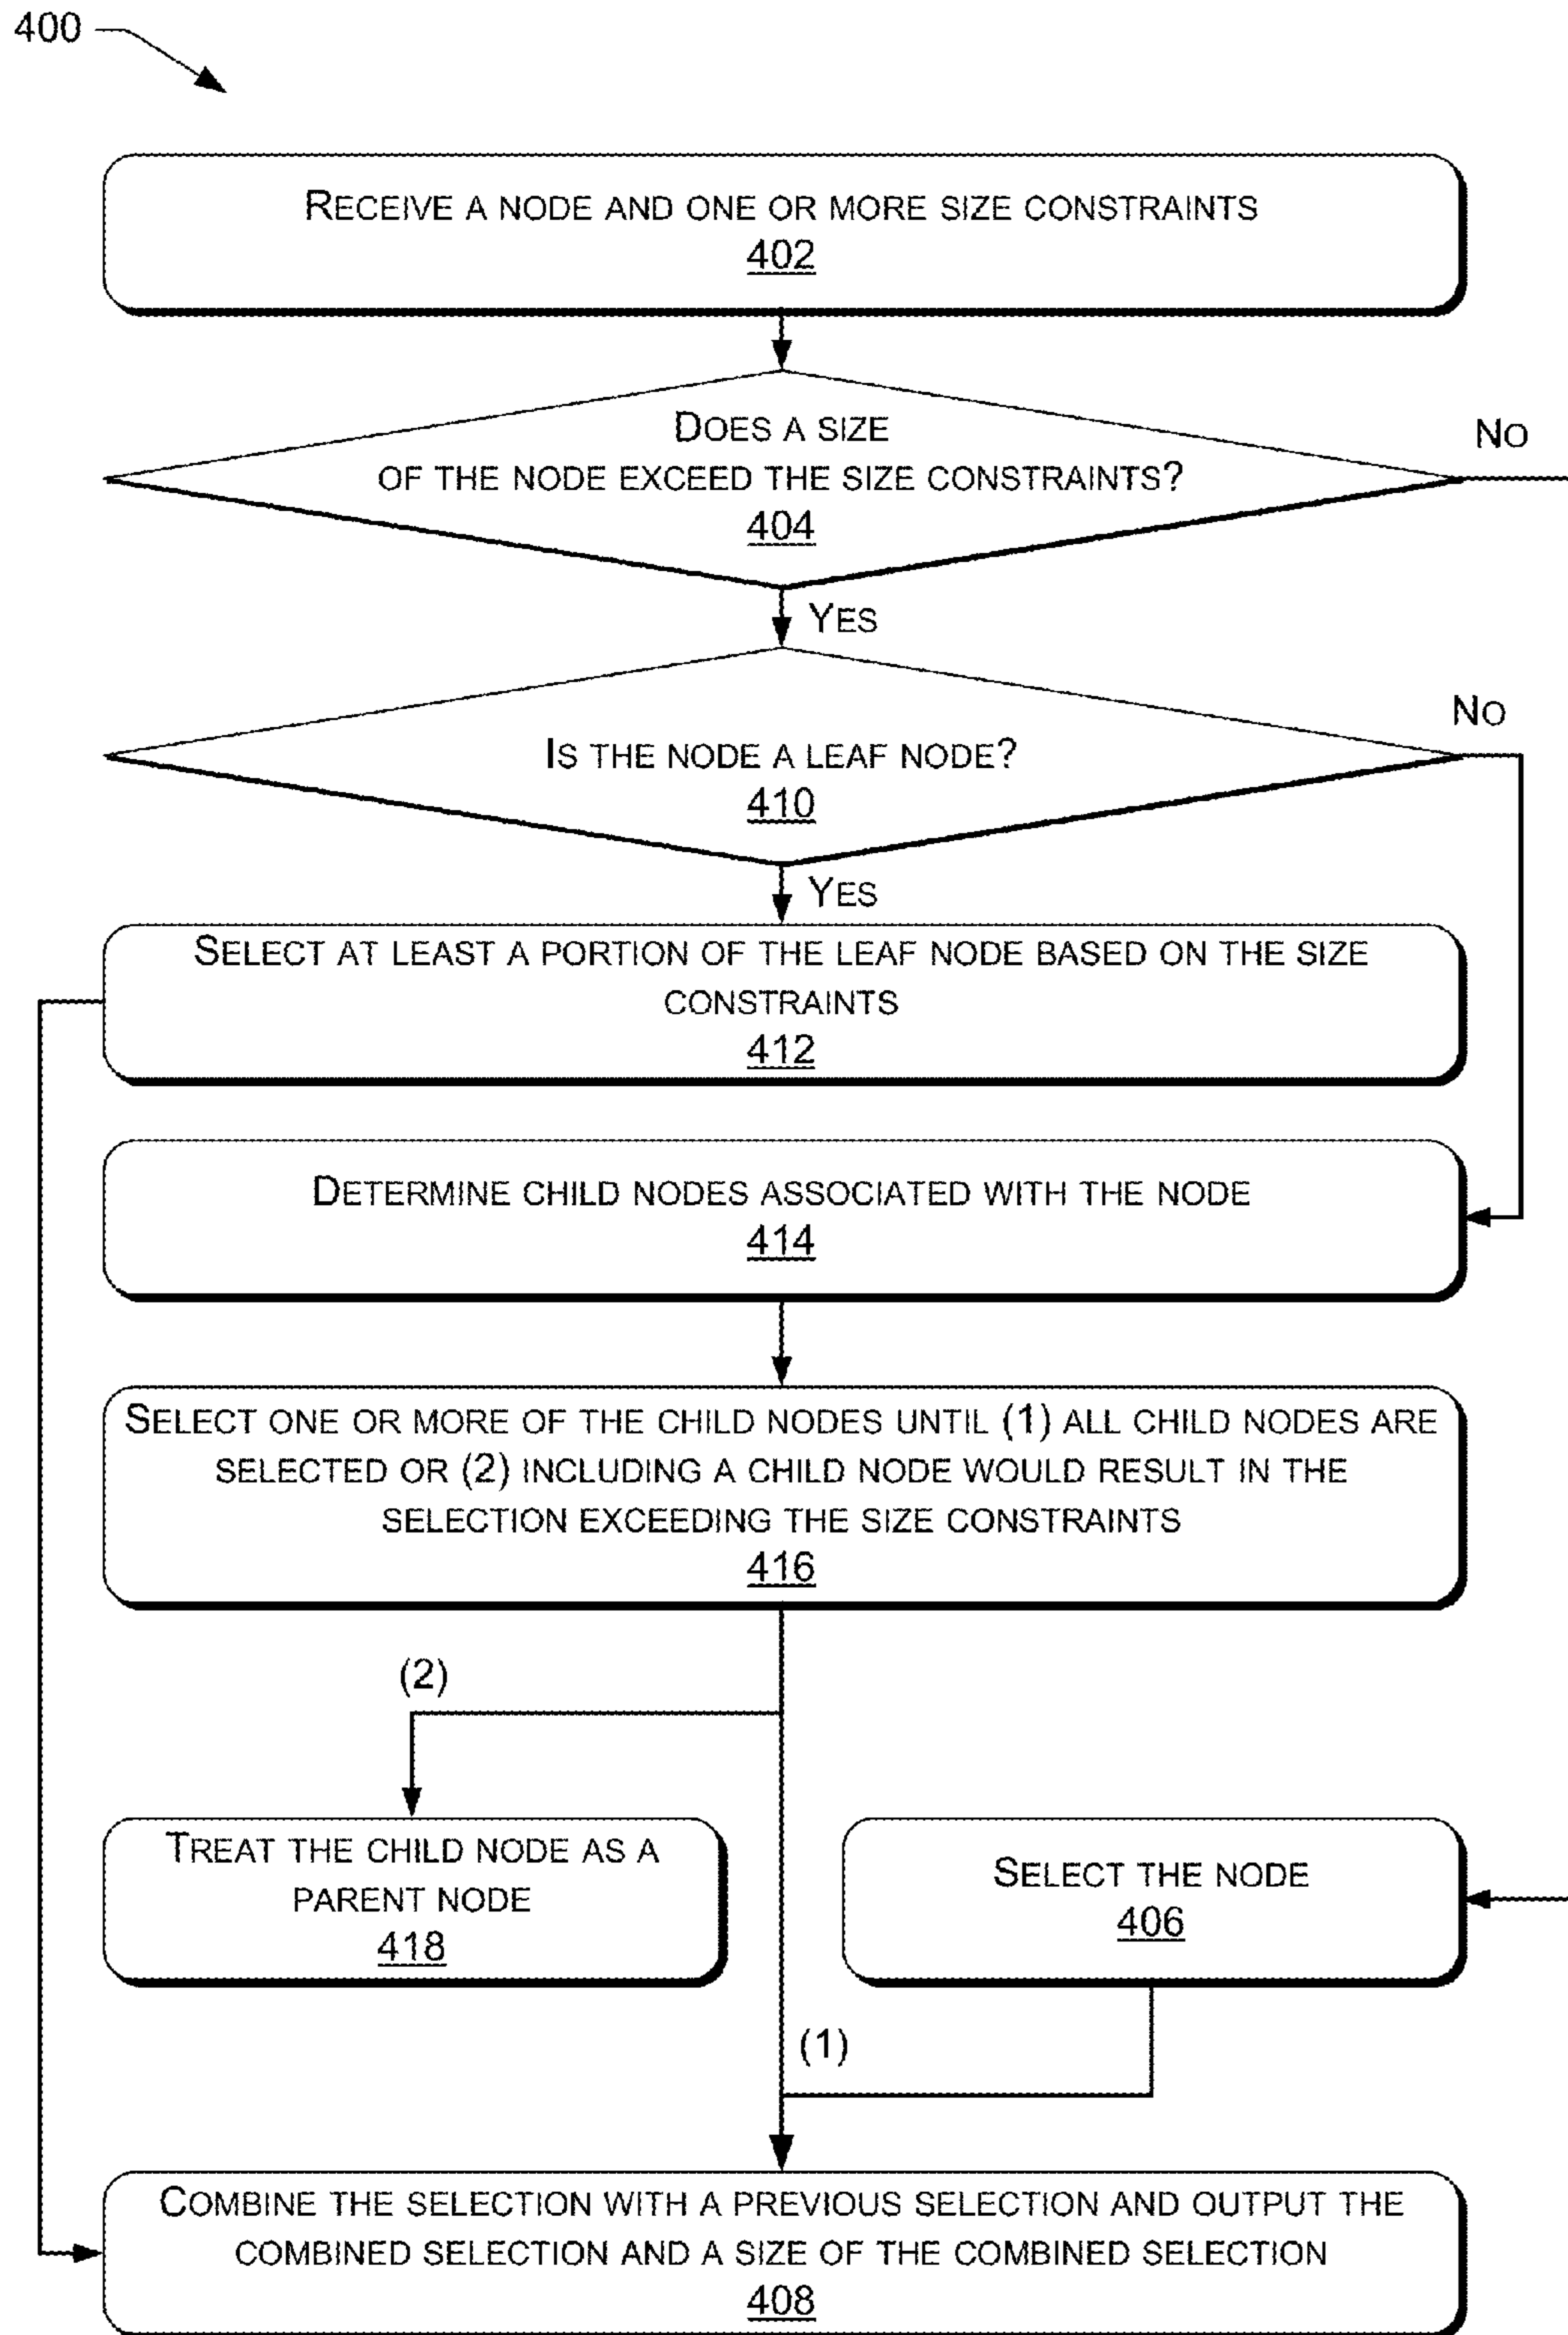 400
RECEIVE A NODE AND ONE OR MORE SIZE CONSTRAINTS
402
DOES A SIZE
OF THE NODE EXCEED THE SIZE CONSTRAINTS?
404
NO
YES
IS THE NODE A LEAF NODE?
410
NO
YES
SELECT AT LEAST A PORTION OF THE LEAF NODE BASED ON THE SIZE
CONSTRAINTS
412
DETERMINE CHILD NODES ASSOCIATED WITH THE NODE
414
SELECT ONE OR MORE OF THE CHILD NODES UNTIL (1) ALL CHILD NODES ARE
SELECTED OR (2) INCLUDING A CHILD NODE WOULD RESULT IN THE
SELECTION EXCEEDING THE SIZE CONSTRAINTS
416
(2)
TREAT THE CHILD NODE AS A
PARENT NODE
418
SELECT THE NODE
406
(1)
COMBINE THE SELECTION WITH A PREVIOUS SELECTION AND OUTPUT THE
COMBINED SELECTION AND A SIZE OF THE COMBINED SELECTION
408